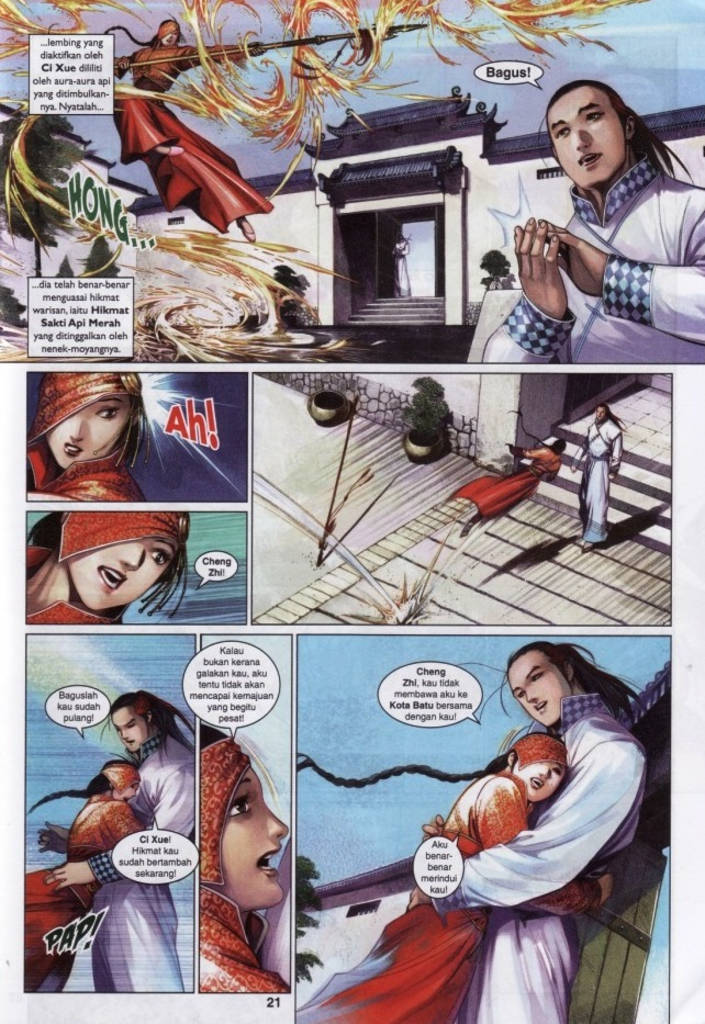 ...lembing yang
diaktifkan oleh
Ci Xue dililiti
oleh aura-aura api
yang ditimbulkan-
nya. Nyatalah...
Bagus!
HONG...
...dia telah benar-benar
menguasai hikmat
warisan, iaitu Hikmat
Sakti Api Merah
yang ditinggalkan oleh
nenek-moyangnya.
Ah!
Cheng
Zhi!
Baguslah
kau sudah
pulang!
Ci Xue!
Hikmat kau
sudah bertambah
sekarang!
PAP!
Kalau
bukan kerana
galakan kau, aku
tentu tidak akan
mencapai kemajuan
yang begitu
pesat!
Cheng
Zhi, kau tidak
membawa aku ke
Kota Batu bersama
dengan kau!
Aku
benar-
benar
merindui
kau!
21